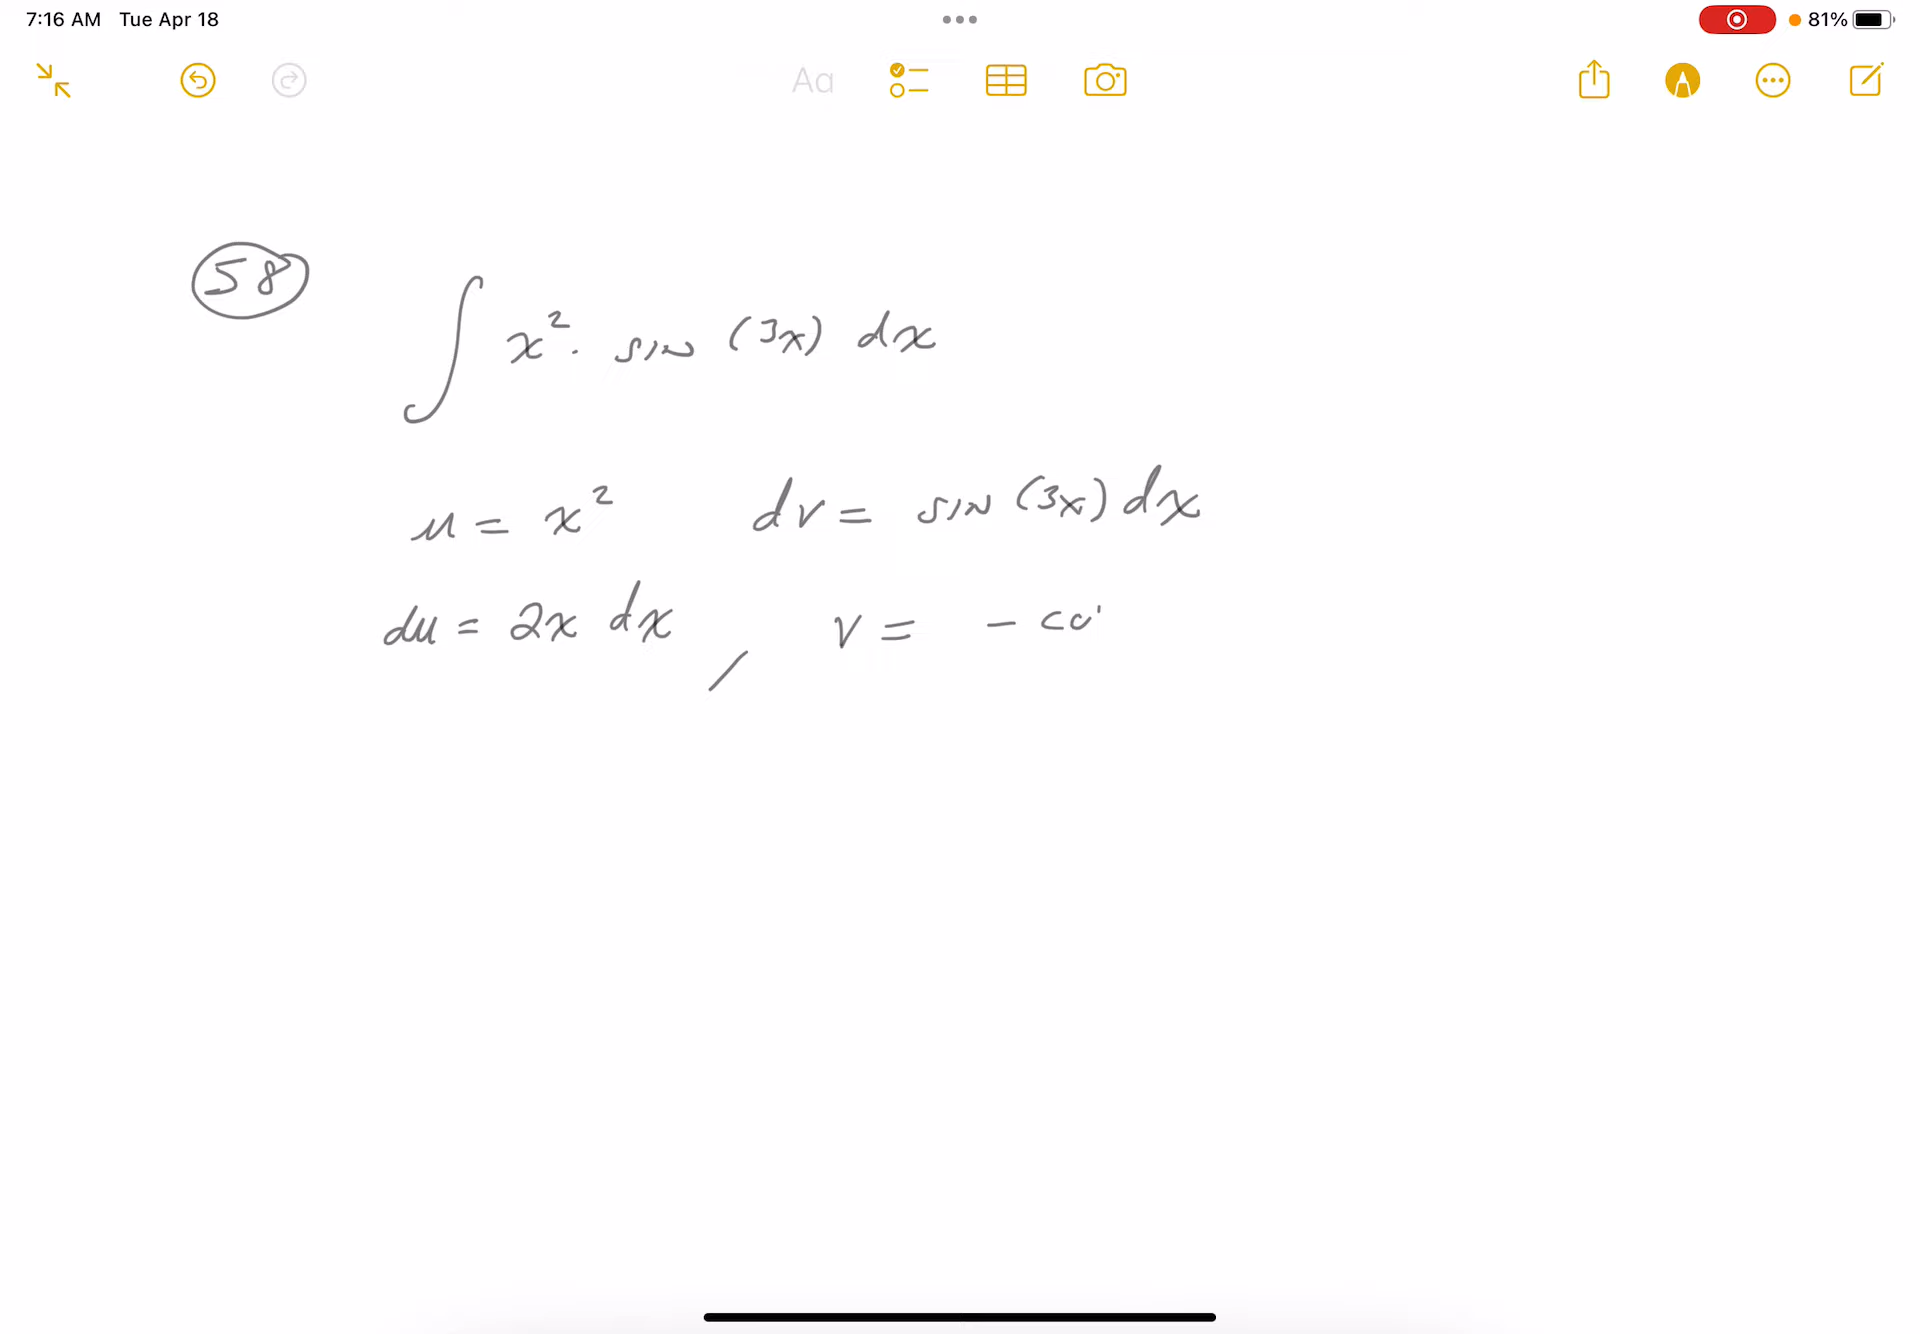 7:16 AM Tue Apr 18 81%
Aa
58
∫ x² · sin (3x) dx
u = x² dv = sin (3x) dx
du = 2x dx / v = - co